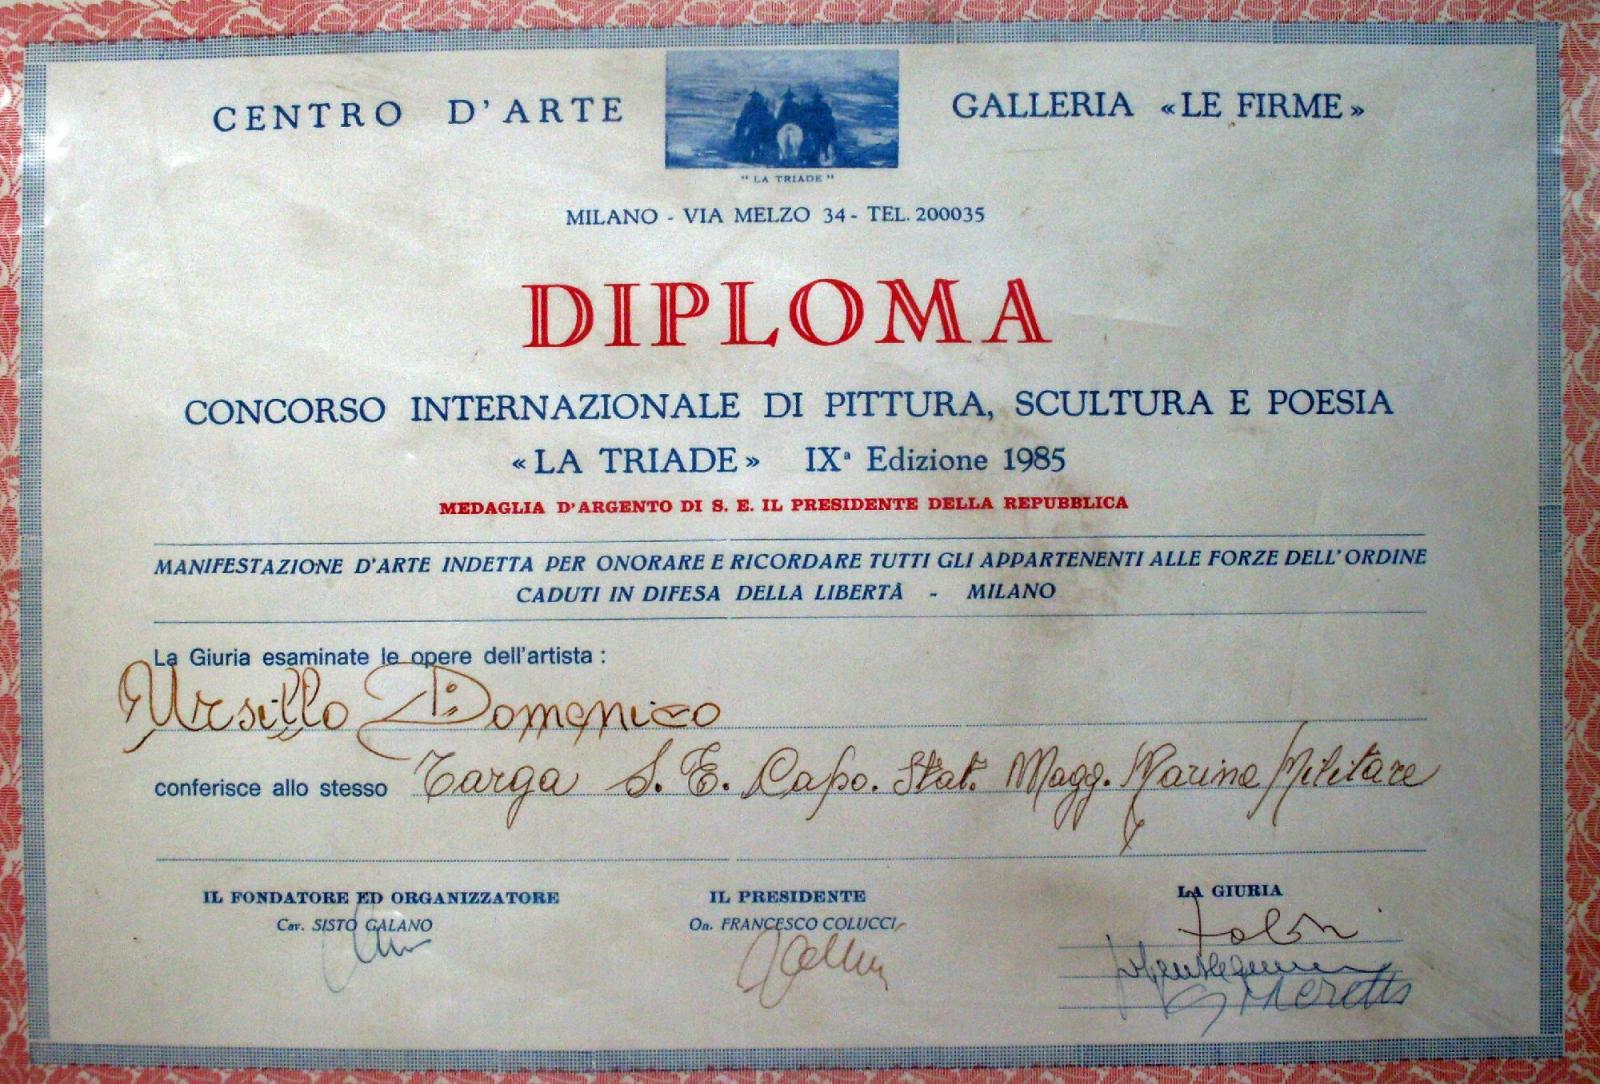 CENTRO D'ARTE
GALLERIA «LE FIRME»
"LA TRIADE"
MILANO - VIA MELZO 34 - TEL. 200035
DIPLOMA
CONCORSO INTERNAZIONALE DI PITTURA, SCULTURA E POESIA
«LA TRIADE» IXª Edizione 1985
MEDAGLIA D'ARGENTO DI S. E. IL PRESIDENTE DELLA REPUBBLICA
MANIFESTAZIONE D'ARTE INDETTA PER ONORARE E RICORDARE TUTTI GLI APPARTENENTI ALLE FORZE DELL'ORDINE
CADUTI IN DIFESA DELLA LIBERTÀ - MILANO
La Giuria esaminate le opere dell'artista:
Ursillo Domenico
conferisce allo stesso Targa S. E. Capo. Stat. Magg. Marina Militare
IL FONDATORE ED ORGANIZZATORE
Cav. SISTO GALANO
IL PRESIDENTE
On. FRANCESCO COLUCCI
LA GIURIA